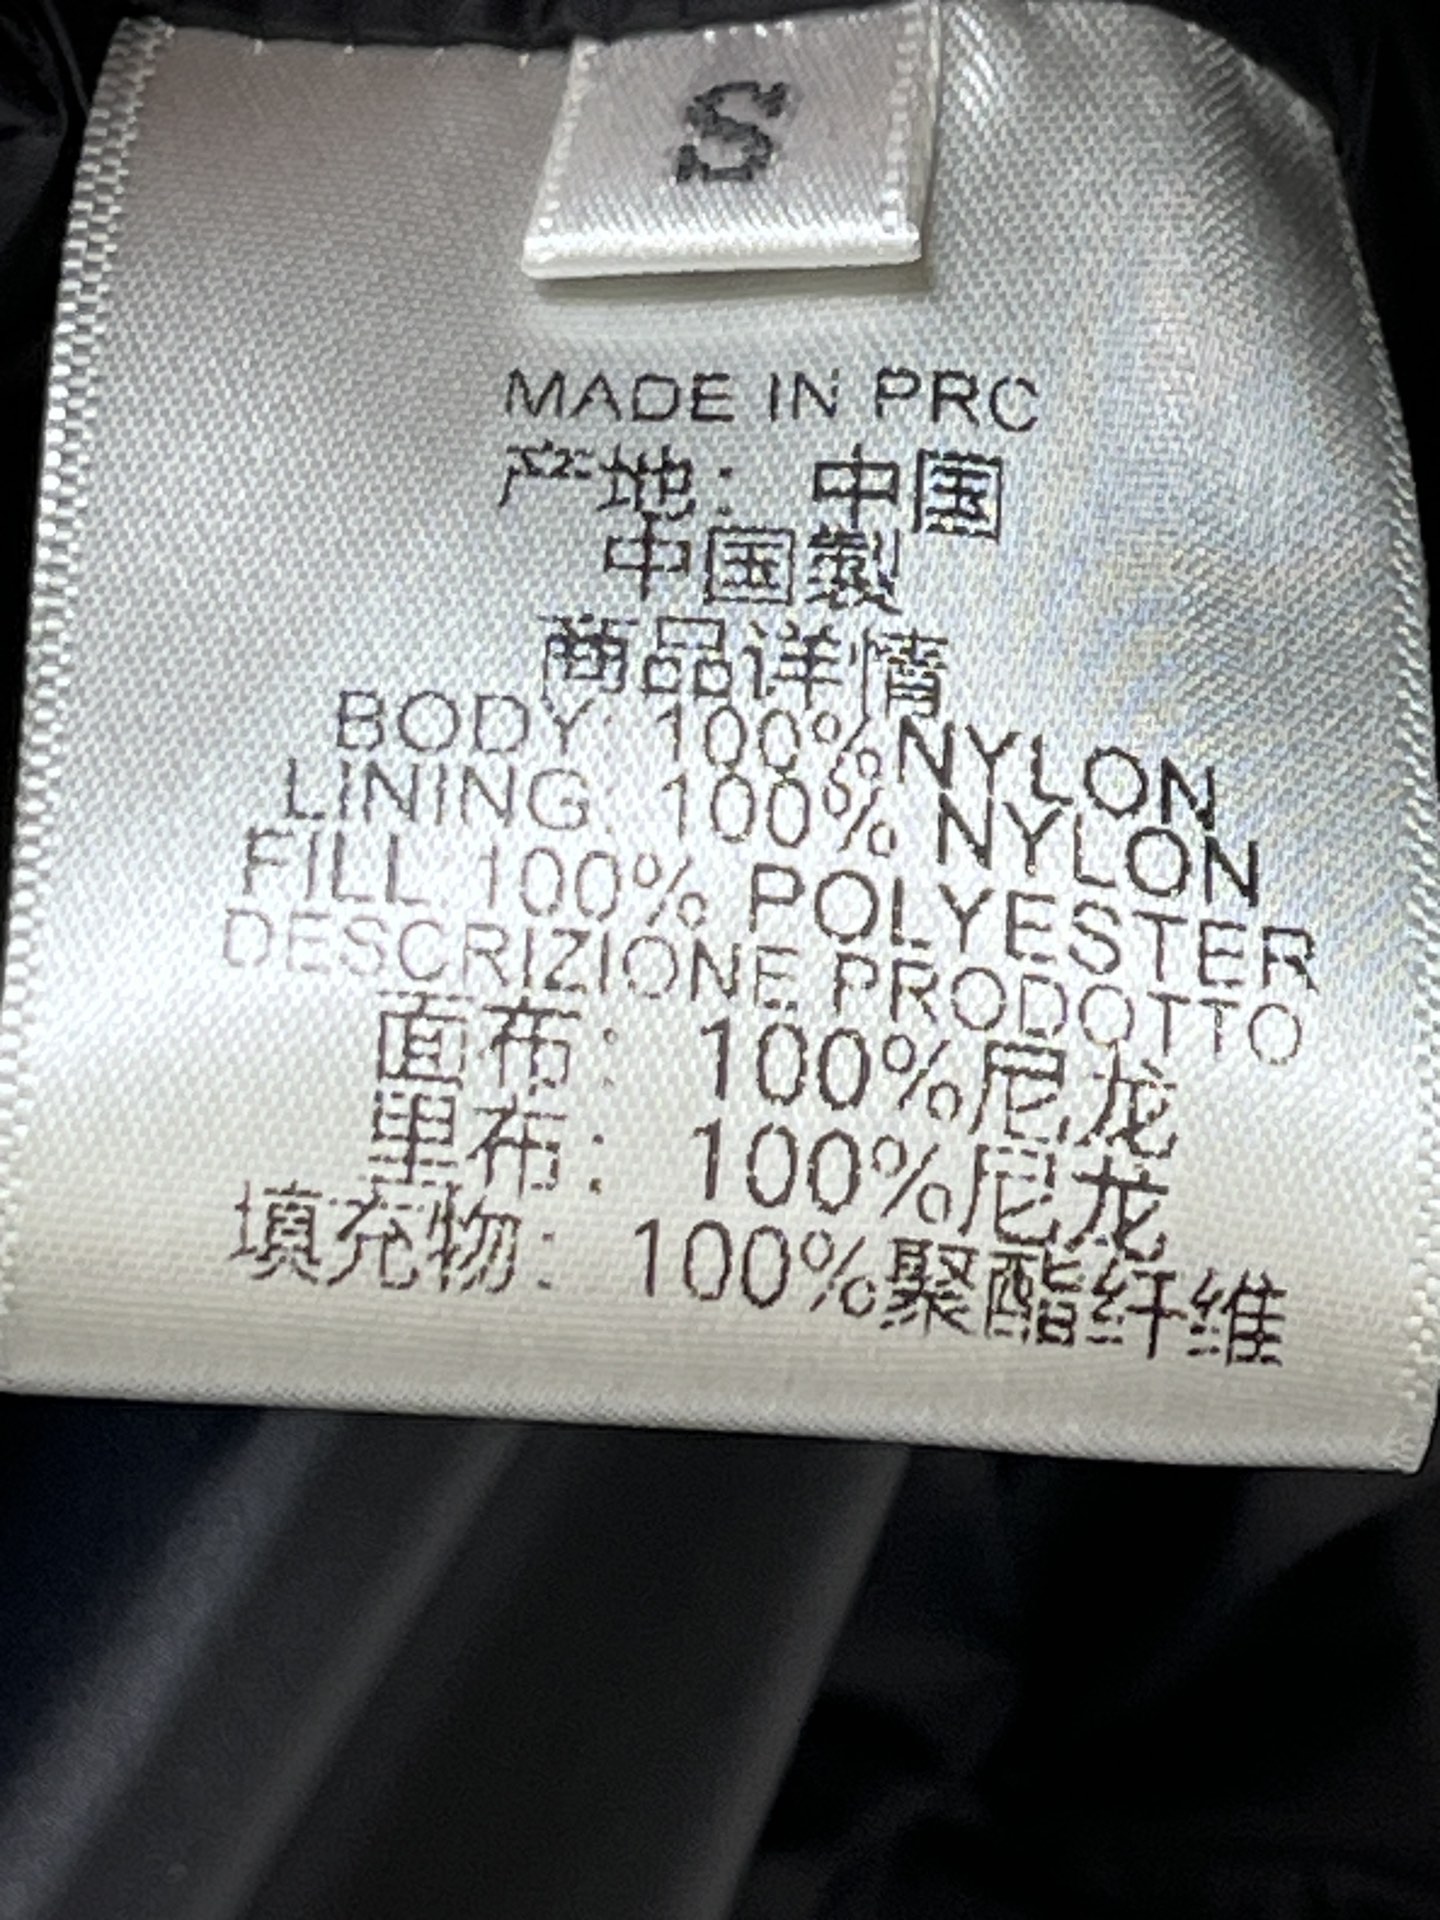 S
MADE IN PRC
产地: 中国
中国製
商品详情
BODY: 100% NYLON
LINING: 100% NYLON
FILL:100% POLYESTER
DESCRIZIONE PRODOTTO
面布: 100%尼龙
里布: 100%尼龙
填充物: 100%聚酯纤维